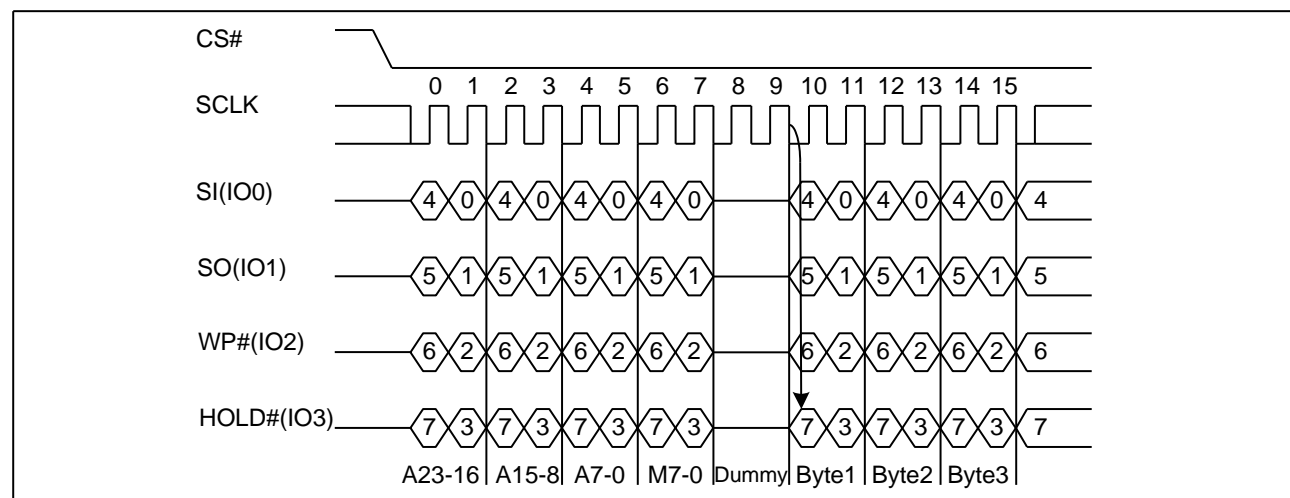 CS#
0 1 2 3 4 5 6 7 8 9 10 11 12 13 14 15
SCLK
SI(IO0) 4 0 4 0 4 0 4 0 4 0 4 0 4 0 4
SO(IO1) 5 1 5 1 5 1 5 1 5 1 5 1 5 1 5
WP#(IO2) 6 2 6 2 6 2 6 2 6 2 6 2 6 2 6
HOLD#(IO3) 7 3 7 3 7 3 7 3 7 3 7 3 7 3 7
A23-16 A15-8 A7-0 M7-0 Dummy Byte1 Byte2 Byte3